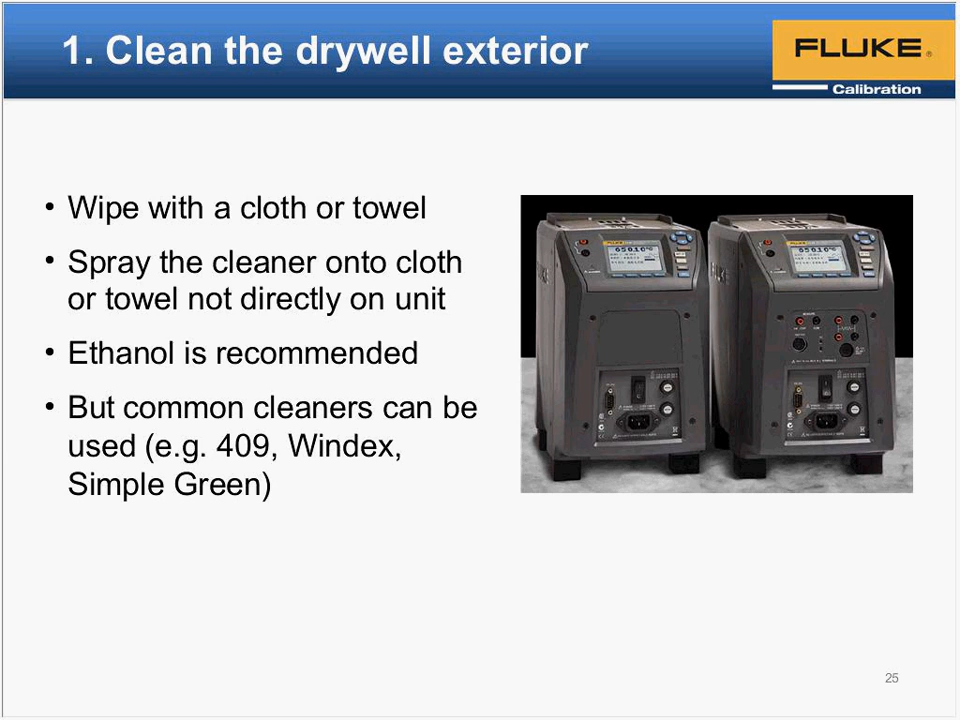 1. Clean the drywell exterior
FLUKE ®
Calibration
• Wipe with a cloth or towel
• Spray the cleaner onto cloth
or towel not directly on unit
• Ethanol is recommended
• But common cleaners can be
used (e.g. 409, Windex,
Simple Green)
25